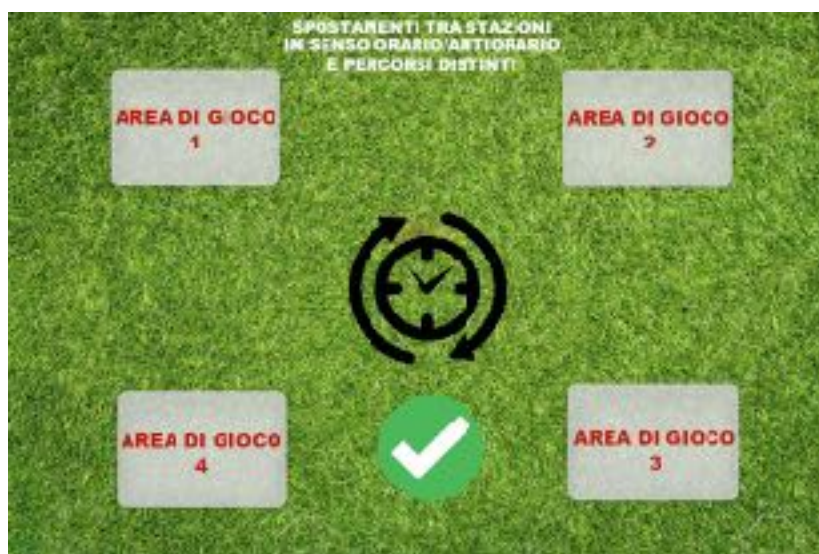 SPOSTAMENTI TRA STAZIONI
IN SENSO ORARIO/ANTIORARIO
E PERCORSI DISTINTI
AREA DI GIOCO
1
AREA DI GIOCO
2
AREA DI GIOCO
4
AREA DI GIOCO
3